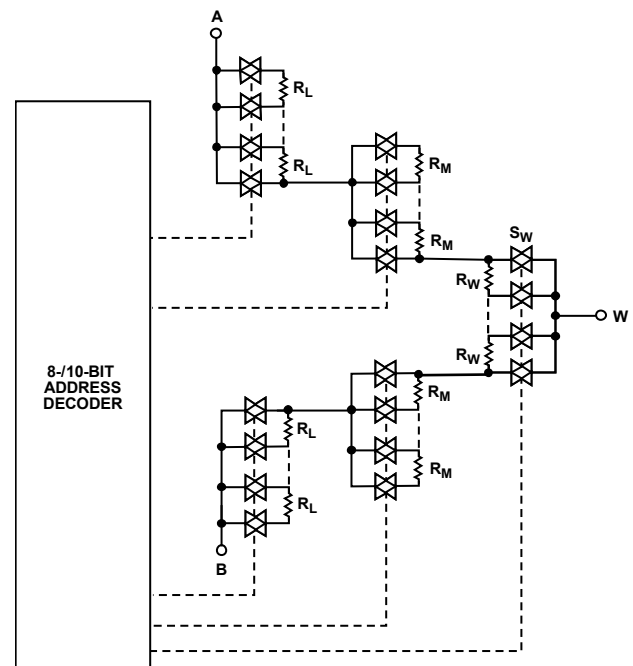 A
R_L
R_L
R_M
R_M
S_W
R_W
W
R_W
8-/10-BIT
ADDRESS
DECODER
R_M
R_L
R_M
R_L
B